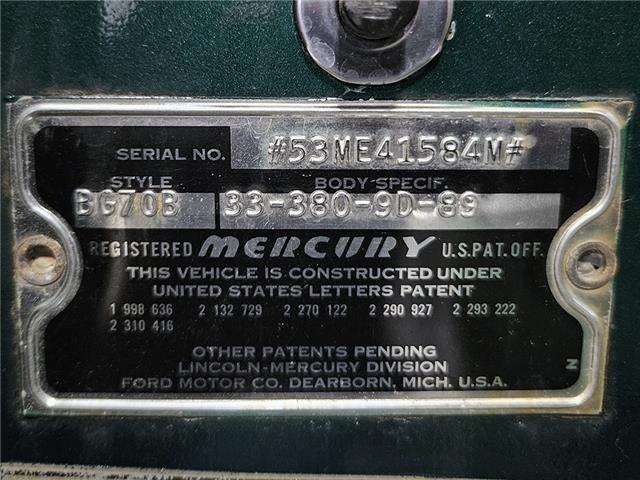 SERIAL NO. #53ME41584M#
STYLE BODY SPECIF.
BG70B 33-380-9D-89
REGISTERED MERCURY U.S. PAT. OFF.
THIS VEHICLE IS CONSTRUCTED UNDER
UNITED STATES LETTERS PATENT
1 998 636 2 132 729 2 270 122 2 290 927 2 293 222
2 310 416
OTHER PATENTS PENDING
LINCOLN-MERCURY DIVISION
FORD MOTOR CO. DEARBORN, MICH. U.S.A.
N